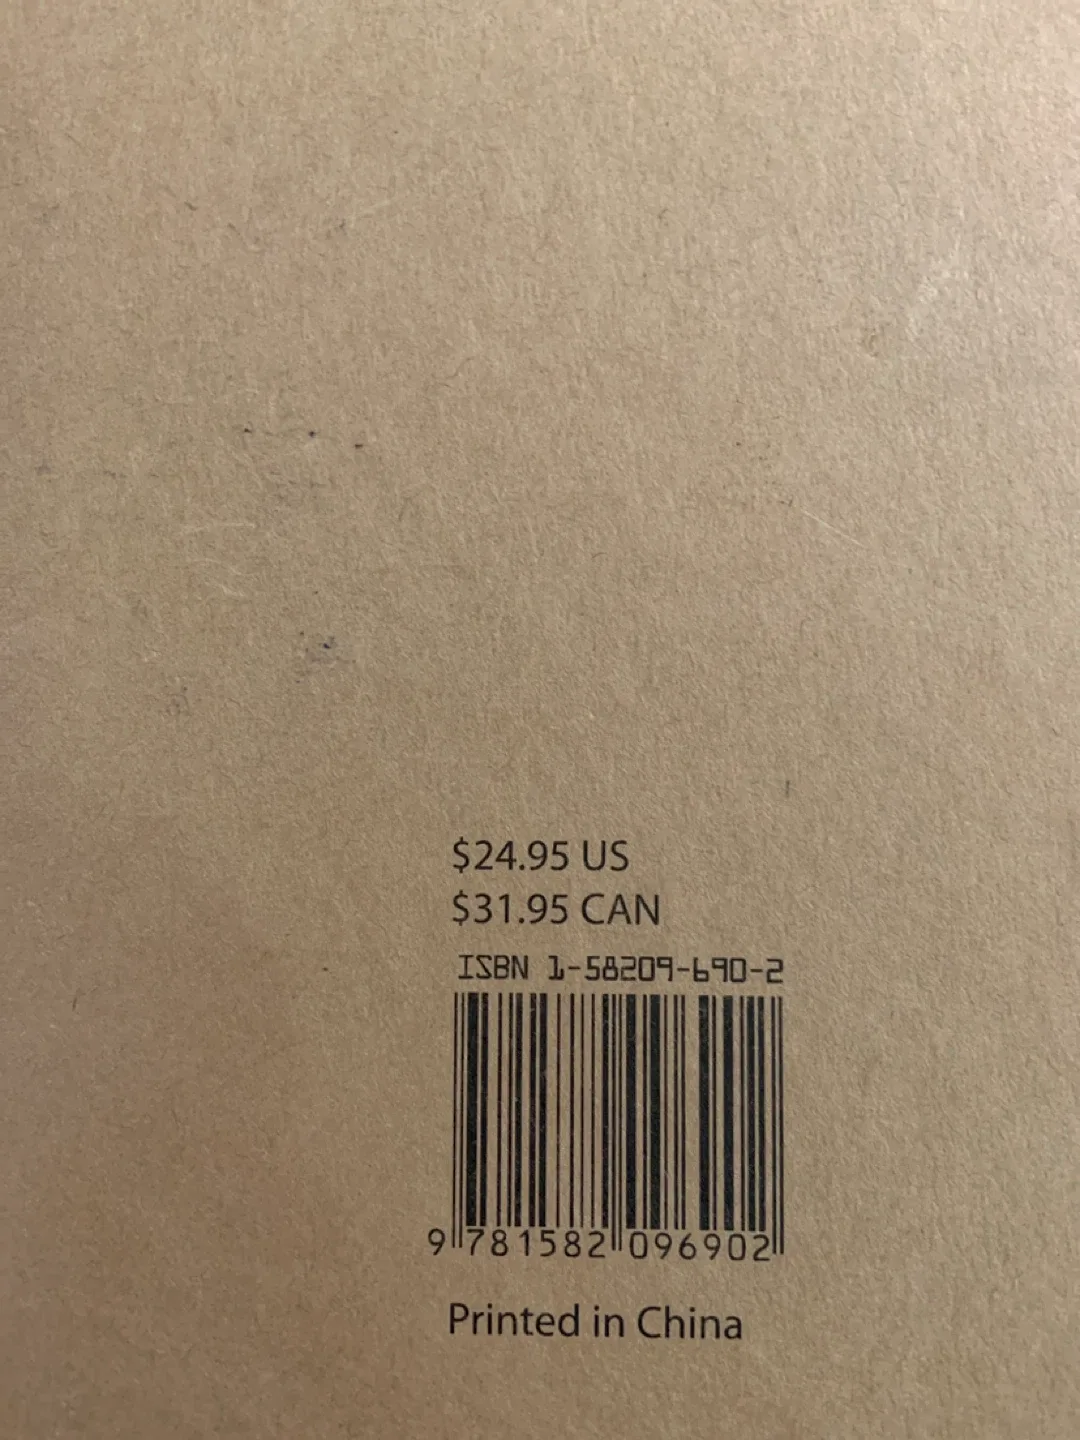 $24.95 US
$31.95 CAN
ISBN 1-58209-690-2
9 781582 096902
Printed in China